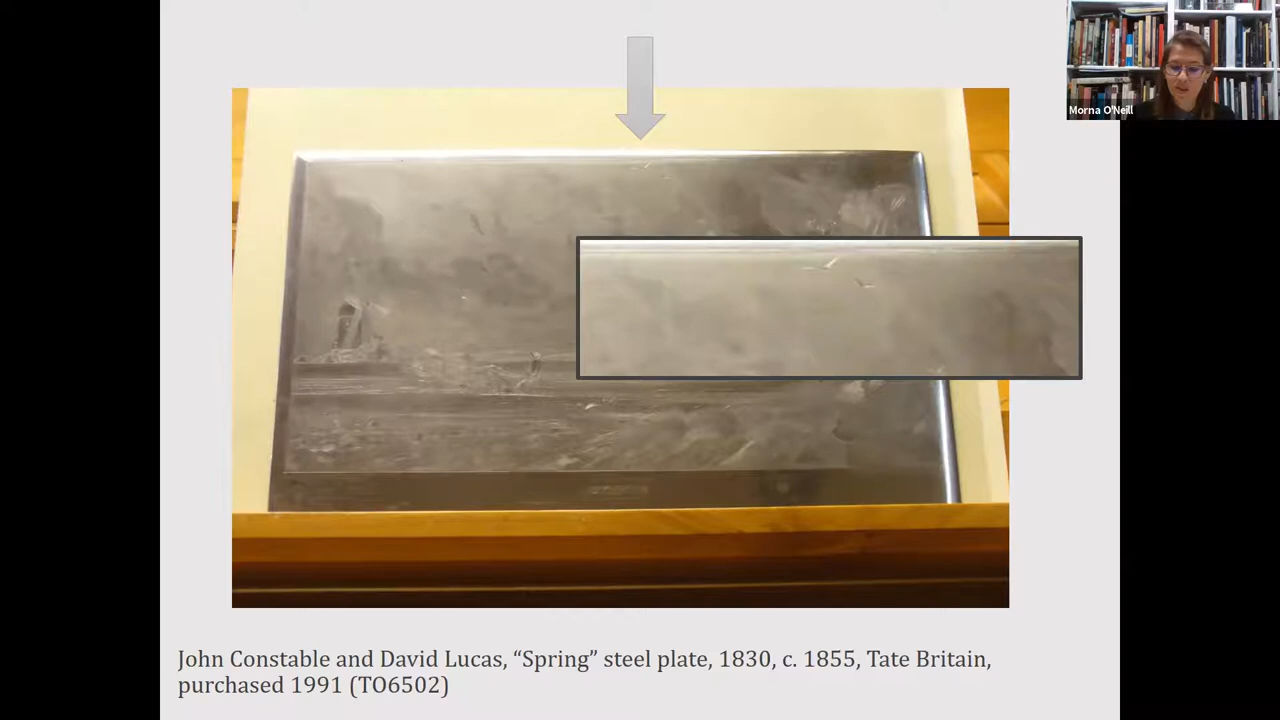 Morna O'Neill
John Constable and David Lucas, “Spring” steel plate, 1830, c. 1855, Tate Britain,
purchased 1991 (TO6502)